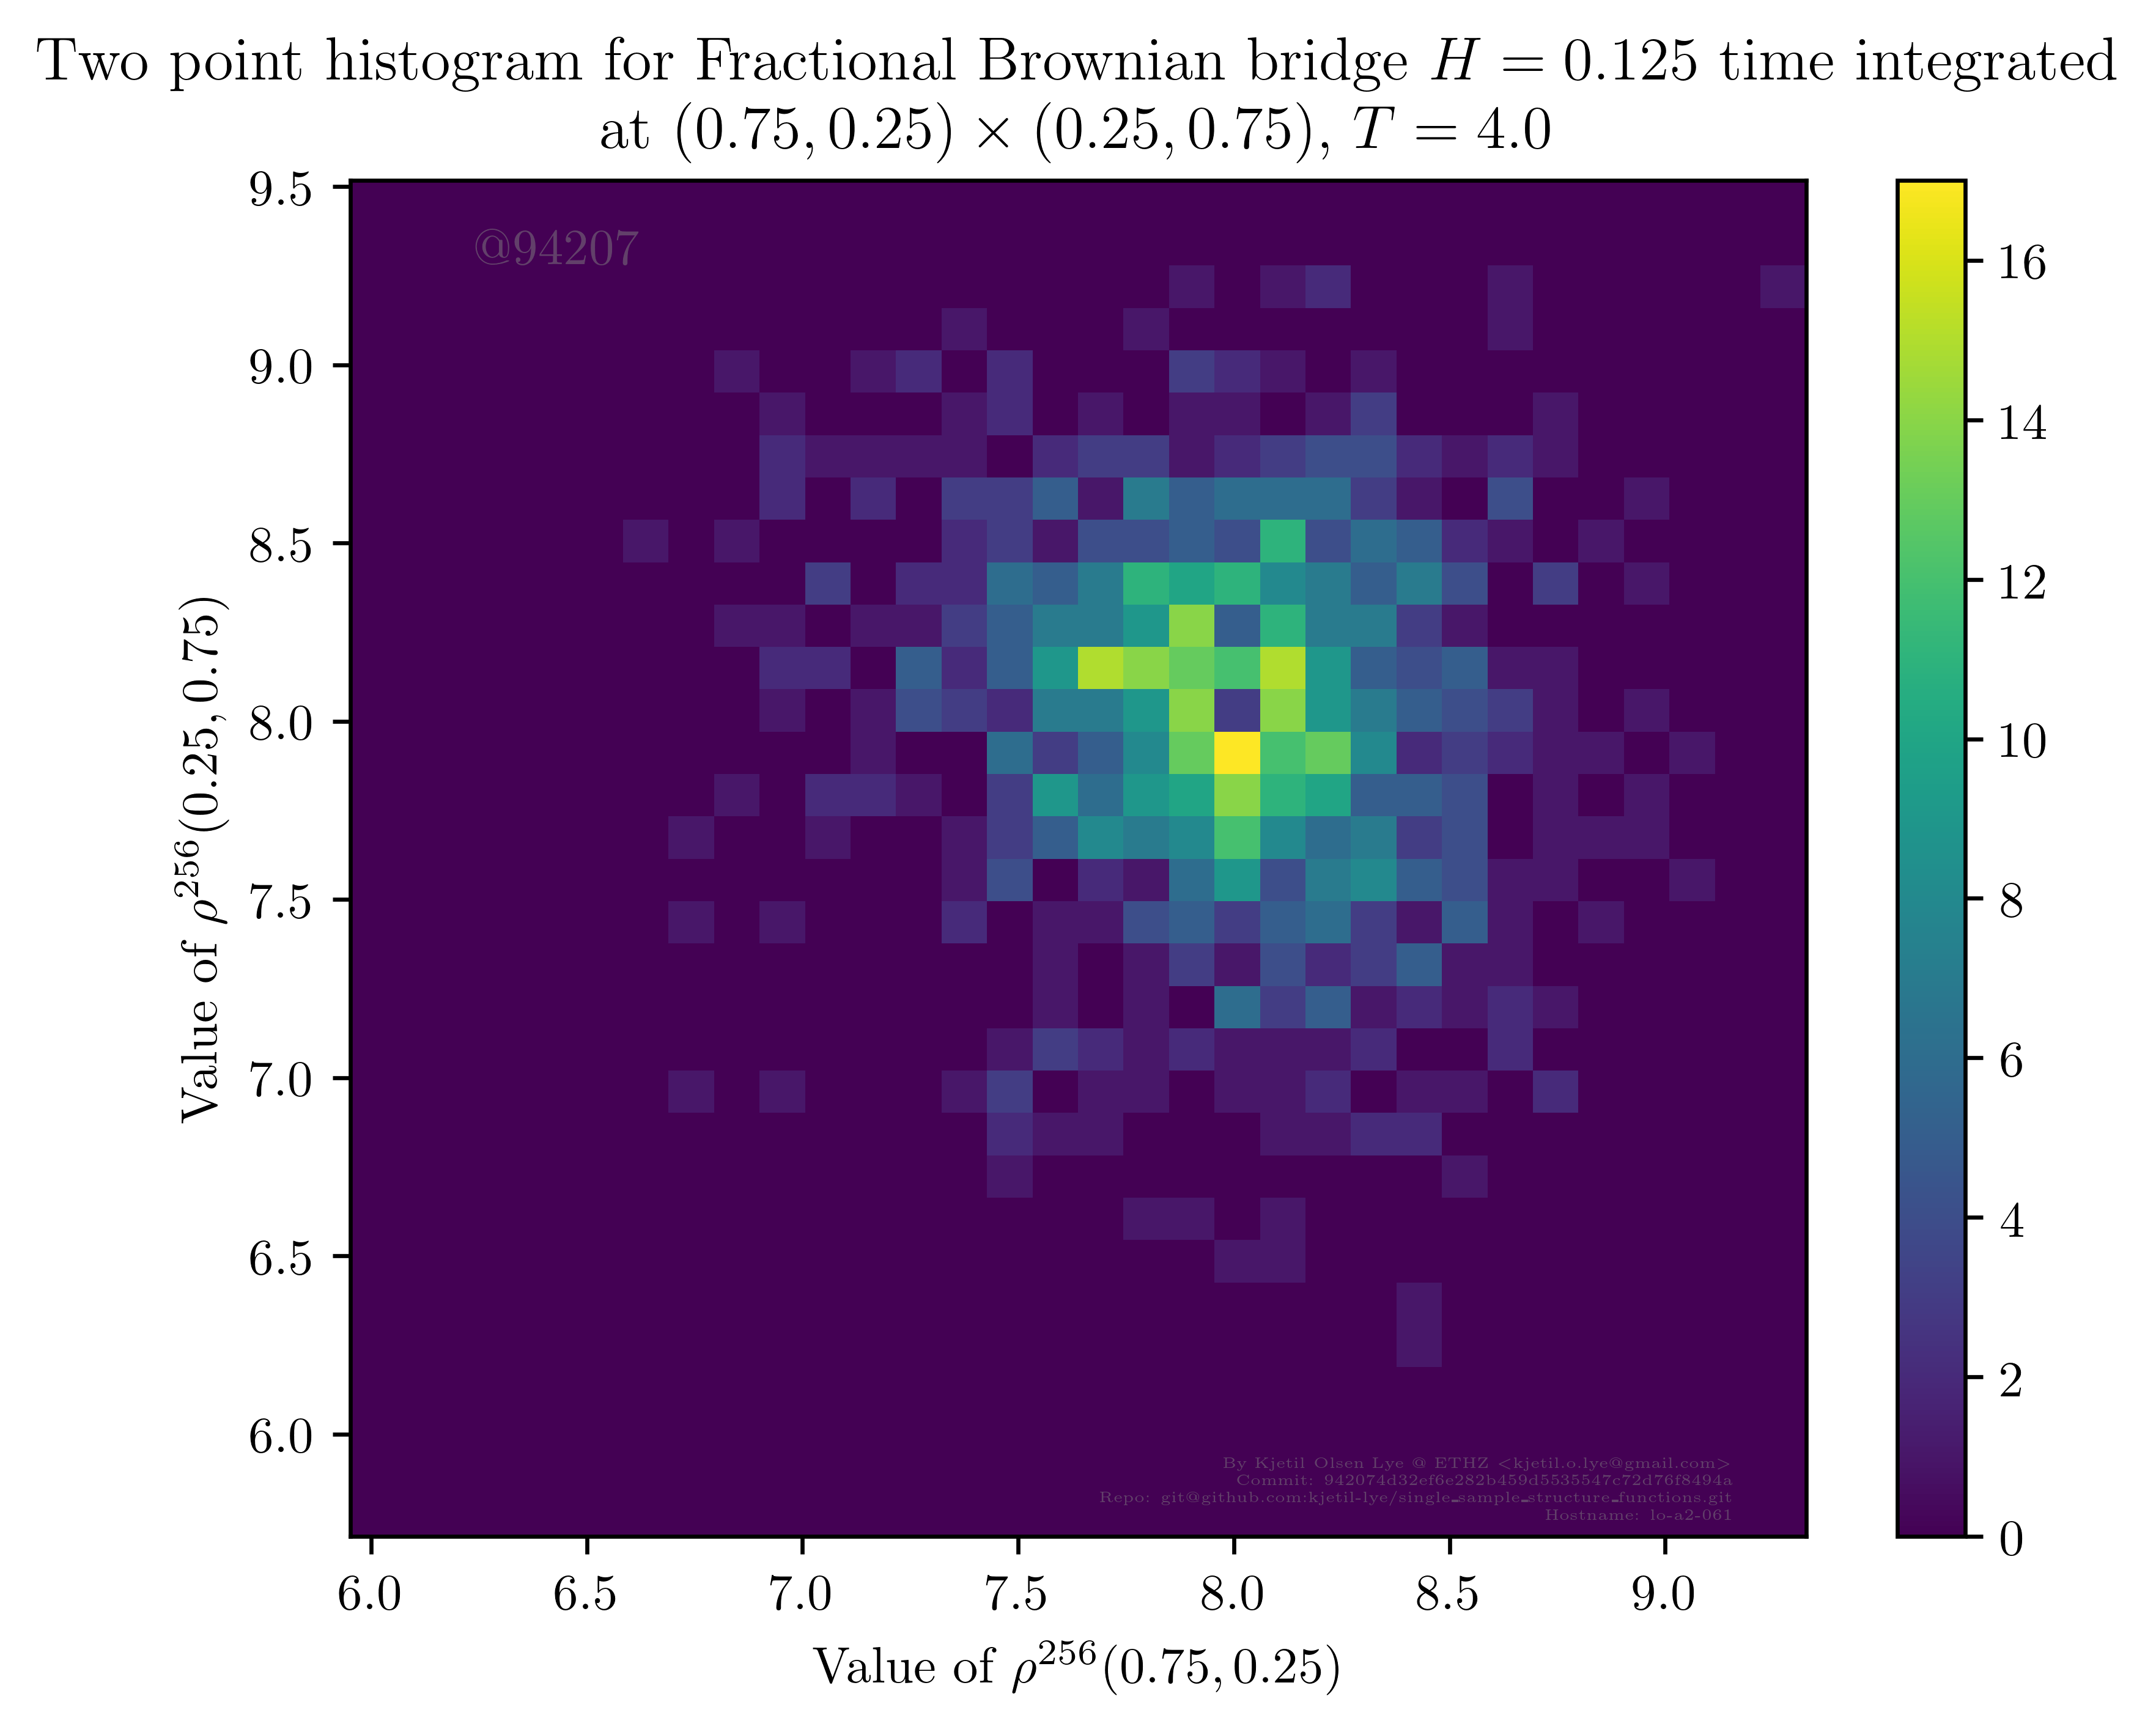 Two point histogram for Fractional Brownian bridge H = 0.125 time integrated
at (0.75, 0.25) × (0.25, 0.75), T = 4.0
@94207
9.5
9.0
8.5
8.0
7.5
7.0
6.5
6.0
Value of ρ²⁵⁶(0.25, 0.75)
16
14
12
10
8
6
4
2
0
By Kjetil Olsen Lye @ ETHZ <kjetil.o.lye@gmail.com>
Commit: 942074d32ef6e282b459d5535547c72d76f8494a
Repo: git@github.com:kjetil-lye/single_sample_structure_functions.git
Hostname: lo-a2-061
6.0 6.5 7.0 7.5 8.0 8.5 9.0
Value of ρ²⁵⁶(0.75, 0.25)